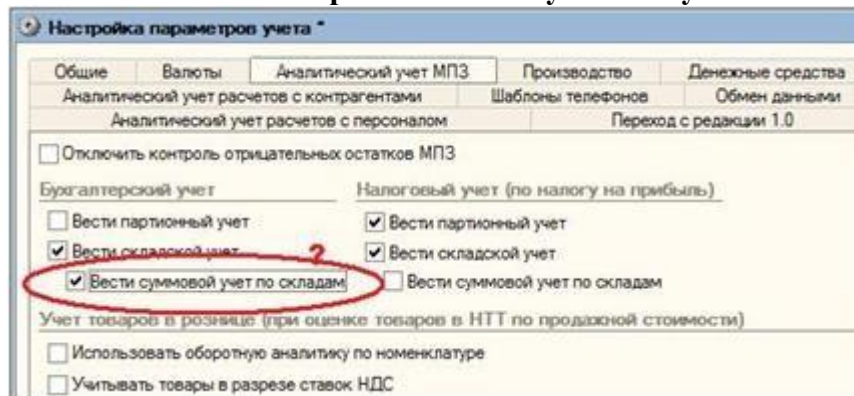 Настройка параметров учета *
Общие Валюты Аналитический учет МПЗ Производство Денежные средства
Аналитический учет расчетов с контрагентами Шаблоны телефонов Обмен данными
Аналитический учет расчетов с персоналом Переход с редакции 1.0
Отключить контроль отрицательных остатков МПЗ
Бухгалтерский учет Налоговый учет (по налогу на прибыль)
Вести партионный учет Вести партионный учет
Вести складской учет ? Вести складской учет
Вести суммовой учет по складам Вести суммовой учет по складам
Учет товаров в рознице (при оценке товаров в НТТ по продажной стоимости)
Использовать оборотную аналитику по номенклатуре
Учитывать товары в разрезе ставок НДС